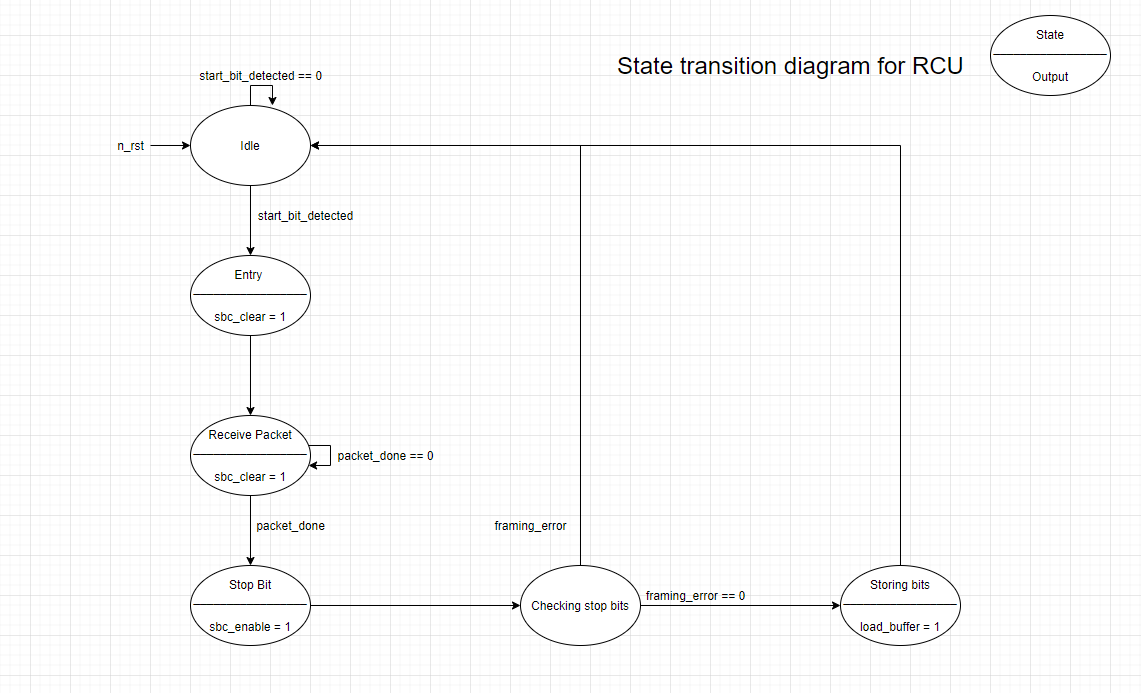 State
State transition diagram for RCU
Output
start_bit_detected == 0
n_rst
Idle
start_bit_detected
Entry
sbc_clear = 1
Receive Packet
packet_done == 0
sbc_clear = 1
packet_done
framing_error
Stop Bit
sbc_enable = 1
Checking stop bits
framing_error == 0
Storing bits
load_buffer = 1